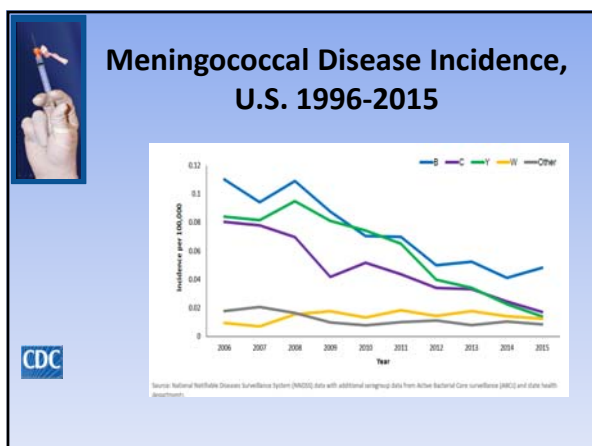 Meningococcal Disease Incidence,
U.S. 1996-2015
B C Y W Other
0.12
0.1
0.08
0.06
0.04
0.02
0
Incidence per 100,000
2006 2007 2008 2009 2010 2011 2012 2013 2014 2015
Year
CDC
Source: National Notifiable Diseases Surveillance System (NNDSS) data with additional serogroup data from Active Bacterial Core surveillance (ABCs) and state health
departments